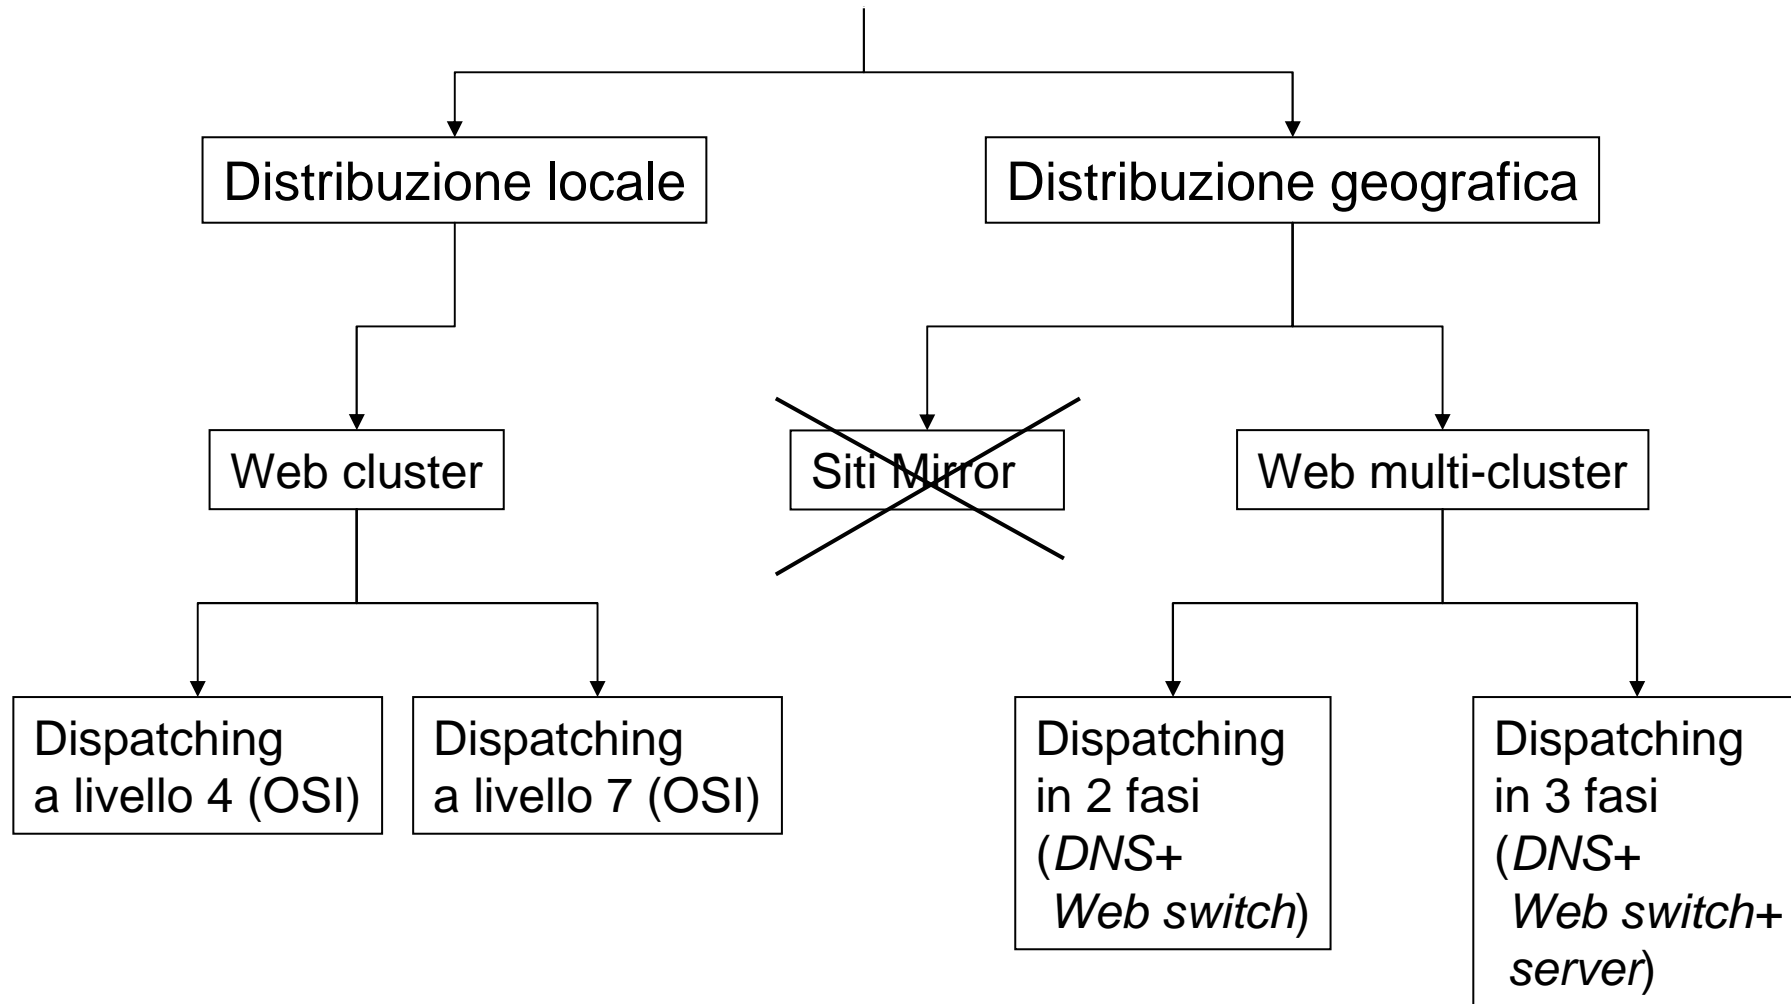 Distribuzione locale
Distribuzione geografica
Web cluster
Siti Mirror
Web multi-cluster
Dispatching
a livello 4 (OSI)
Dispatching
a livello 7 (OSI)
Dispatching
in 2 fasi
(DNS+
Web switch)
Dispatching
in 3 fasi
(DNS+
Web switch+
server)